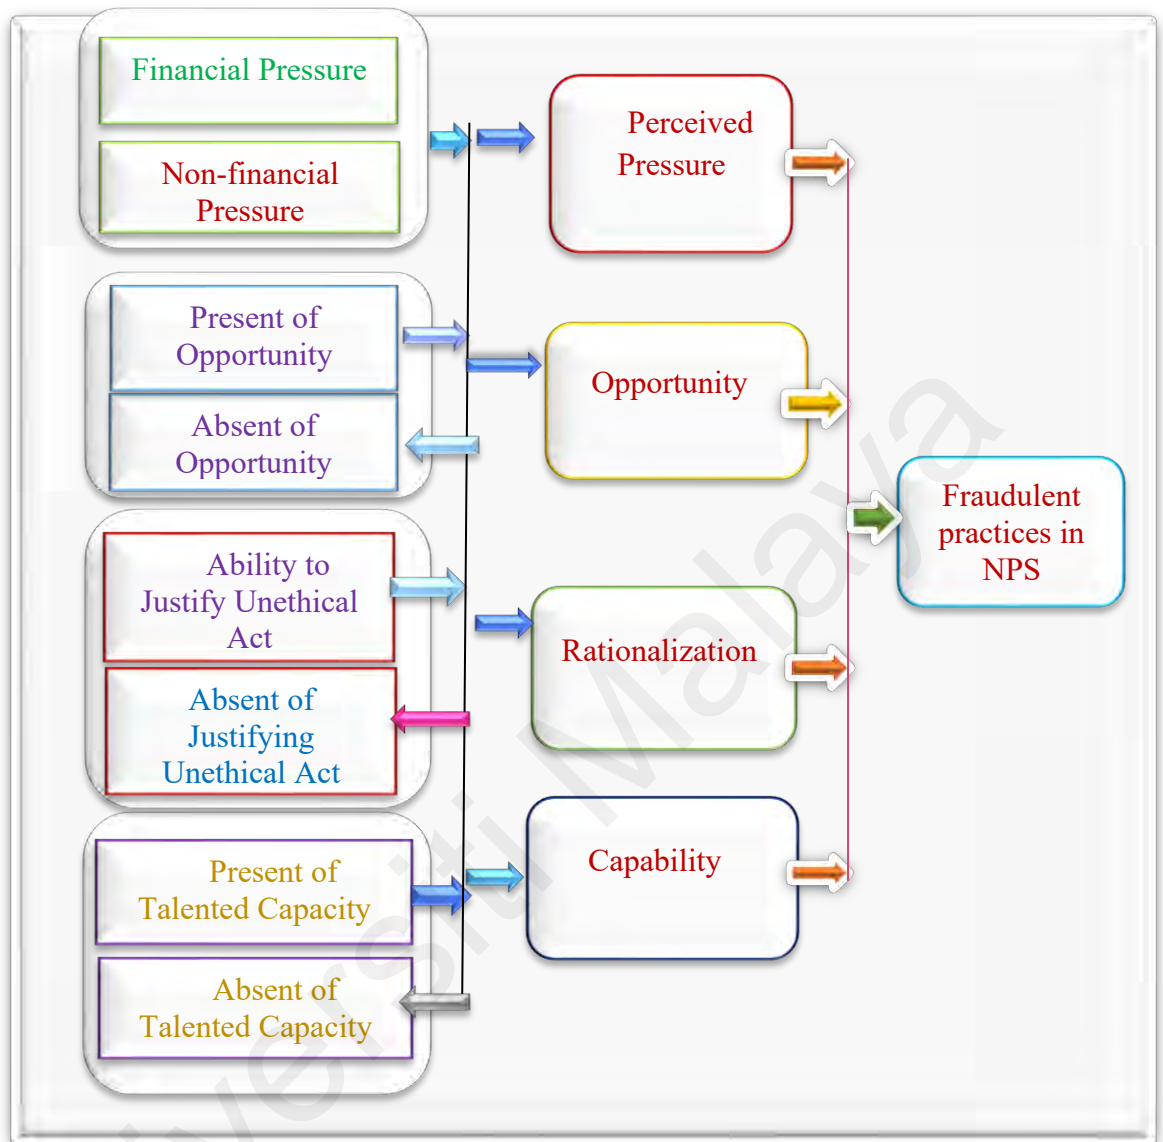 Financial Pressure
Non-financial
Pressure
Present of
Opportunity
Absent of
Opportunity
Ability to
Justify Unethical
Act
Absent of
Justifying
Unethical Act
Present of
Talented Capacity
Absent of
Talented Capacity
Perceived
Pressure
Opportunity
Rationalization
Capability
Fraudulent
practices in
NPS
versiti Malaya